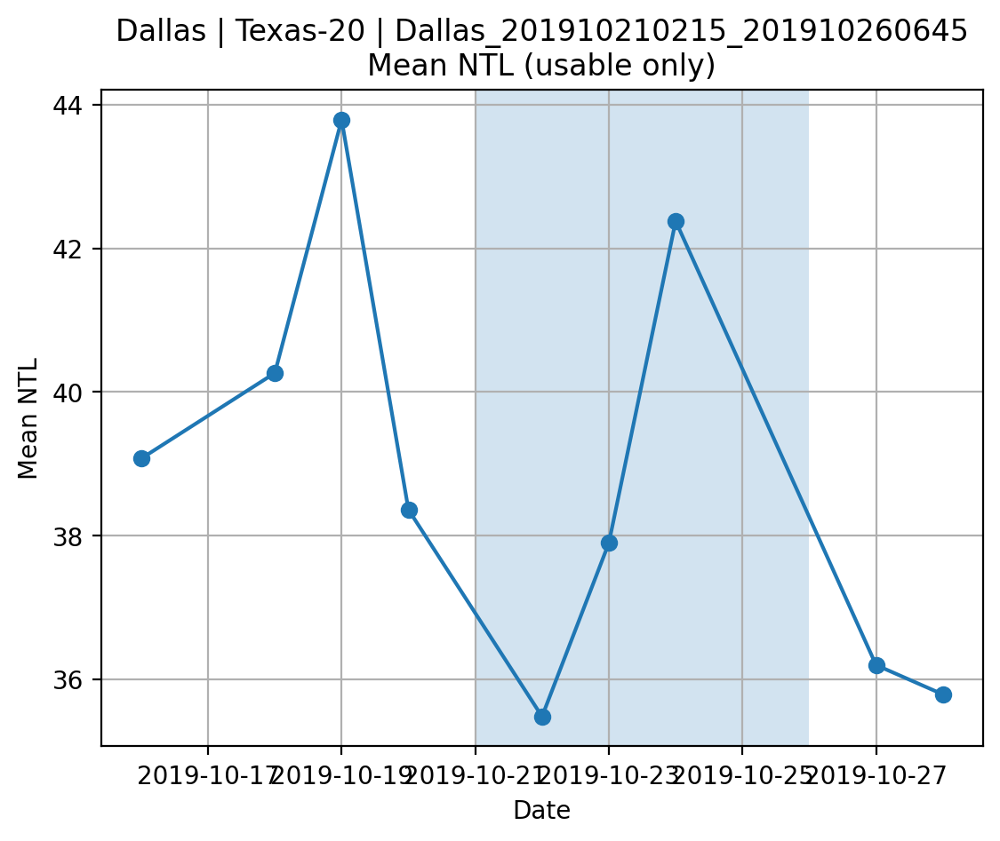 Dallas | Texas-20 | Dallas_201910210215_201910260645
Mean NTL (usable only)
44
42
40
38
36
Mean NTL
2019-10-17
2019-10-19
2019-10-21
2019-10-23
2019-10-25
2019-10-27
Date